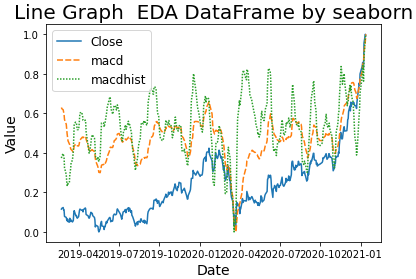 Line Graph  EDA DataFrame by seaborn
Close
macd
macdhist
Value
1.0
0.8
0.6
0.4
0.2
0.0
2019-04 2019-07 2019-10 2020-01 2020-04 2020-07 2020-10 2021-01
Date